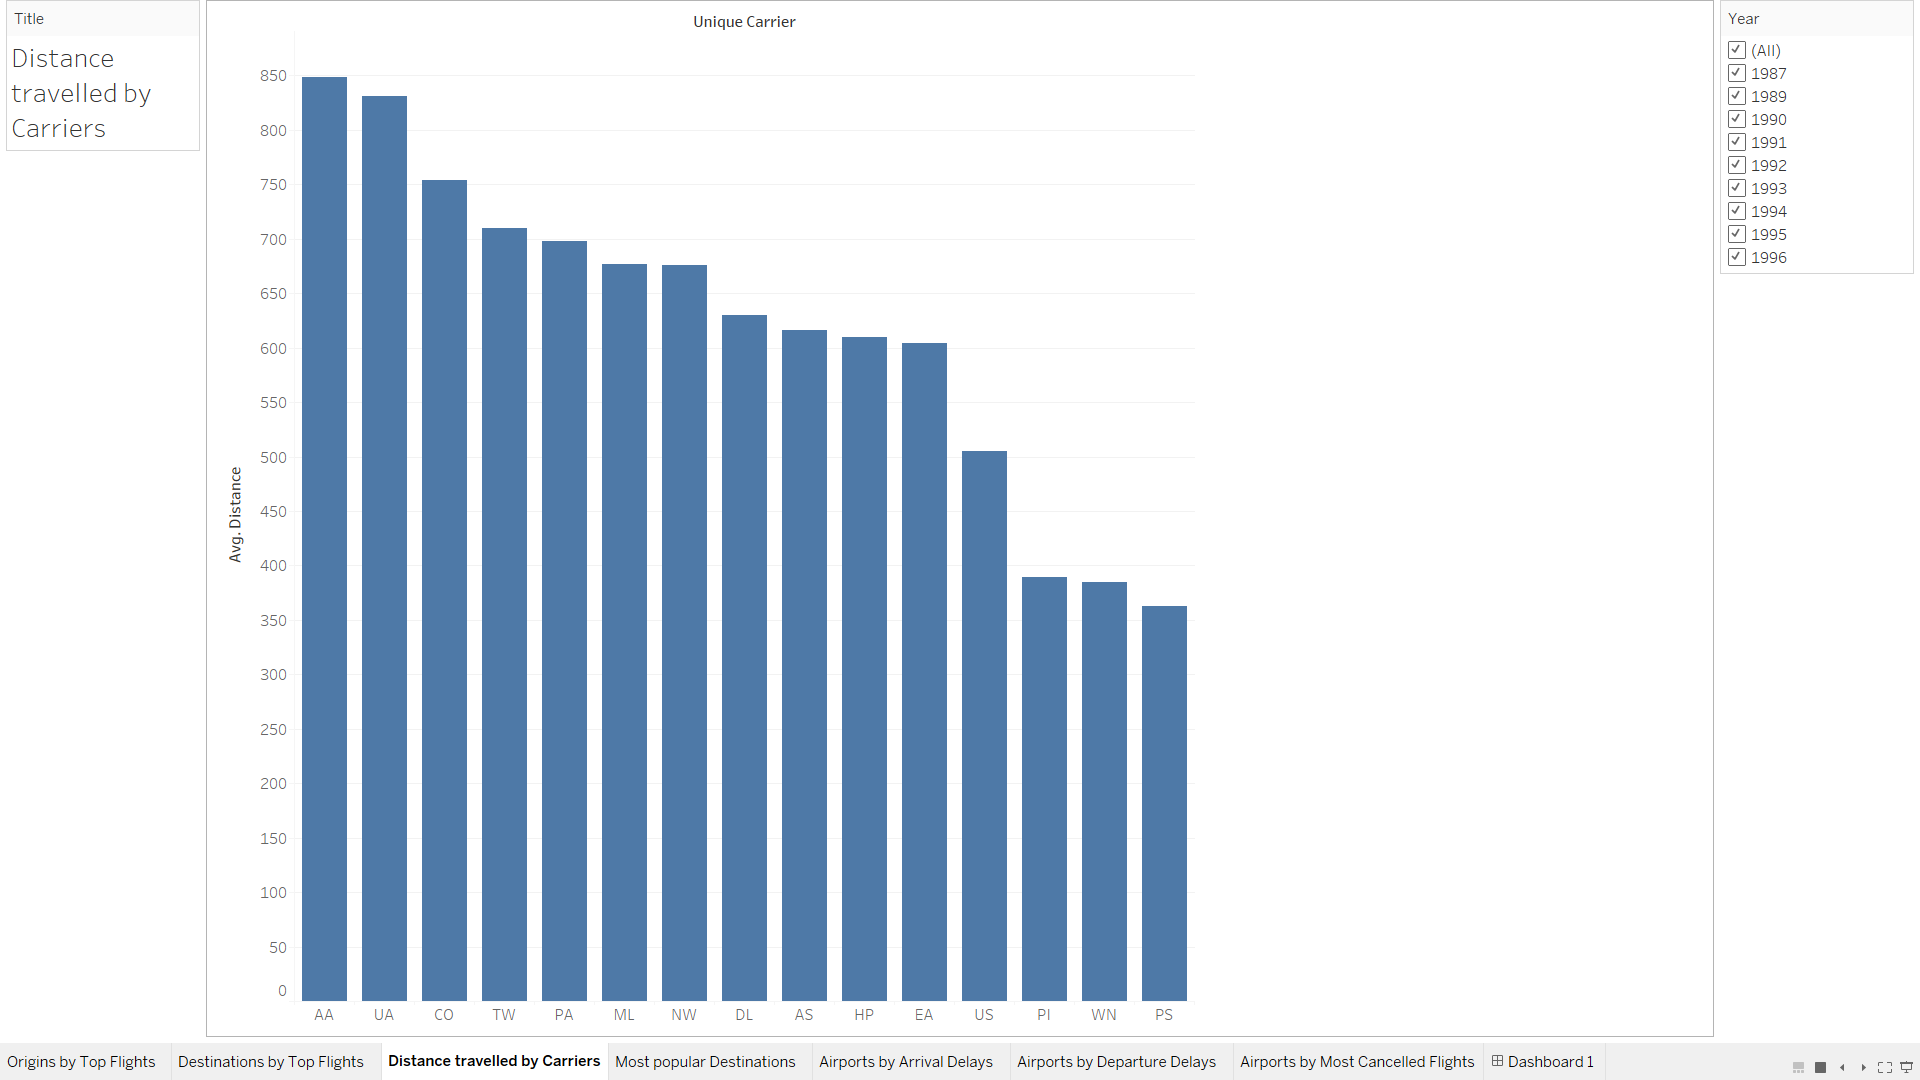 Title
Distance
travelled by
Carriers
Unique Carrier
Avg. Distance
850
800
750
700
650
600
550
500
450
400
350
300
250
200
150
100
50
0
AA UA CO TW PA ML NW DL AS HP EA US PI WN PS
Year
(All)
1987
1989
1990
1991
1992
1993
1994
1995
1996
Origins by Top Flights Destinations by Top Flights Distance travelled by Carriers Most popular Destinations Airports by Arrival Delays Airports by Departure Delays Airports by Most Cancelled Flights Dashboard 1